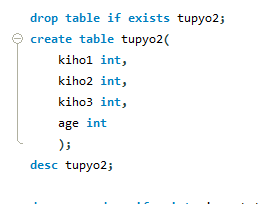 drop table if exists tupyo2;
create table tupyo2(
kiho1 int,
kiho2 int,
kiho3 int,
age int
);
desc tupyo2;